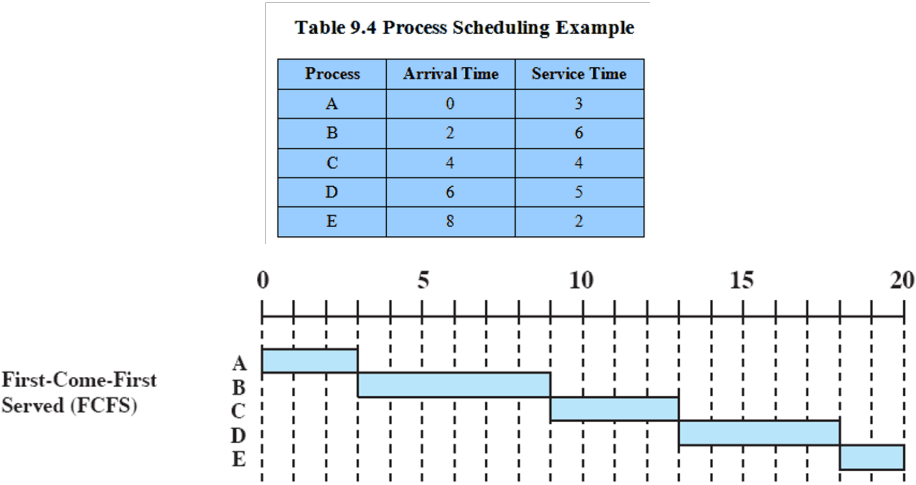 Table 9.4 Process Scheduling Example
Process Arrival Time Service Time
A 0 3
B 2 6
C 4 4
D 6 5
E 8 2
0 5 10 15 20
First-Come-First
Served (FCFS)
A
B
C
D
E